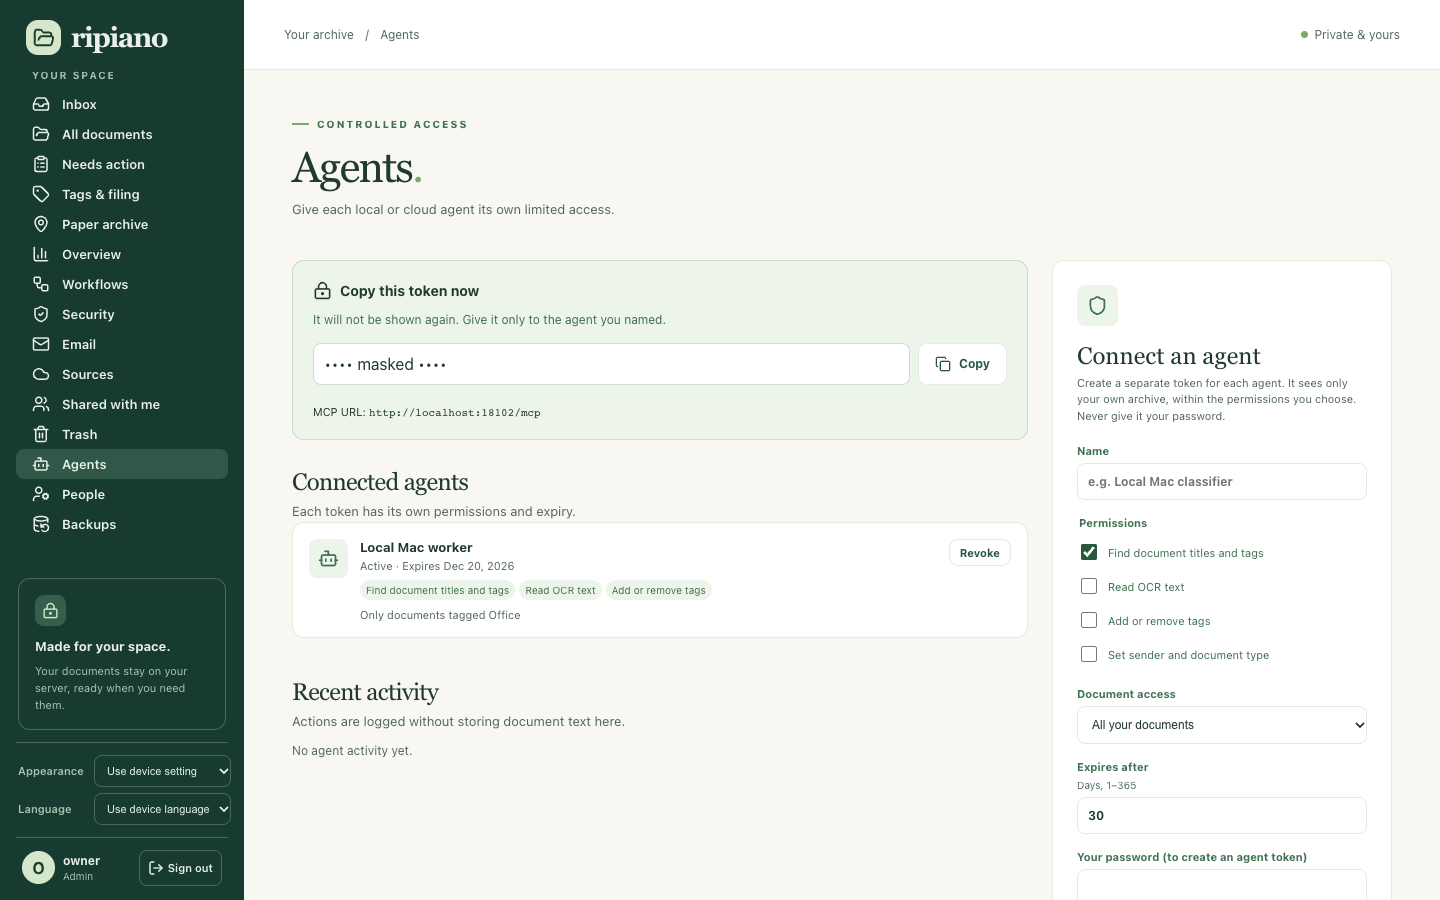 ripiano
YOUR SPACE
Inbox
All documents
Needs action
Tags & filing
Paper archive
Overview
Workflows
Security
Email
Sources
Shared with me
Trash
Agents
People
Backups
Made for your space.
Your documents stay on your
server, ready when you need
them.
Appearance
Use device setting
Language
Use device language
O
owner
Admin
Sign out
Your archive / Agents
Private & yours
CONTROLLED ACCESS
Agents.
Give each local or cloud agent its own limited access.
Copy this token now
It will not be shown again. Give it only to the agent you named.
•••• masked ••••
Copy
MCP URL: http://localhost:18102/mcp
Connected agents
Each token has its own permissions and expiry.
Local Mac worker
Active · Expires Dec 20, 2026
Find document titles and tags
Read OCR text
Add or remove tags
Only documents tagged Office
Revoke
Recent activity
Actions are logged without storing document text here.
No agent activity yet.
Connect an agent
Create a separate token for each agent. It sees only
your own archive, within the permissions you choose.
Never give it your password.
Name
e.g. Local Mac classifier
Permissions
Find document titles and tags
Read OCR text
Add or remove tags
Set sender and document type
Document access
All your documents
Expires after
Days, 1–365
30
Your password (to create an agent token)